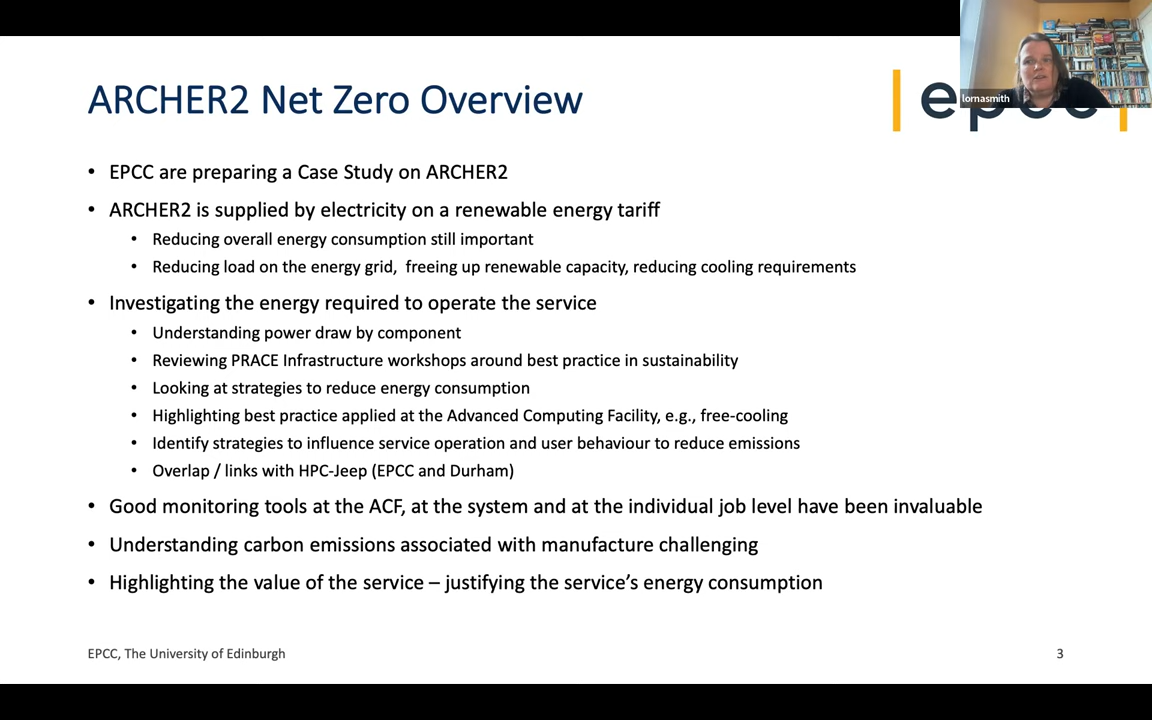 ARCHER2 Net Zero Overview
epcc
lornasmith
• EPCC are preparing a Case Study on ARCHER2
• ARCHER2 is supplied by electricity on a renewable energy tariff
• Reducing overall energy consumption still important
• Reducing load on the energy grid, freeing up renewable capacity, reducing cooling requirements
• Investigating the energy required to operate the service
• Understanding power draw by component
• Reviewing PRACE Infrastructure workshops around best practice in sustainability
• Looking at strategies to reduce energy consumption
• Highlighting best practice applied at the Advanced Computing Facility, e.g., free-cooling
• Identify strategies to influence service operation and user behaviour to reduce emissions
• Overlap / links with HPC-Jeep (EPCC and Durham)
• Good monitoring tools at the ACF, at the system and at the individual job level have been invaluable
• Understanding carbon emissions associated with manufacture challenging
• Highlighting the value of the service – justifying the service’s energy consumption
EPCC, The University of Edinburgh
3